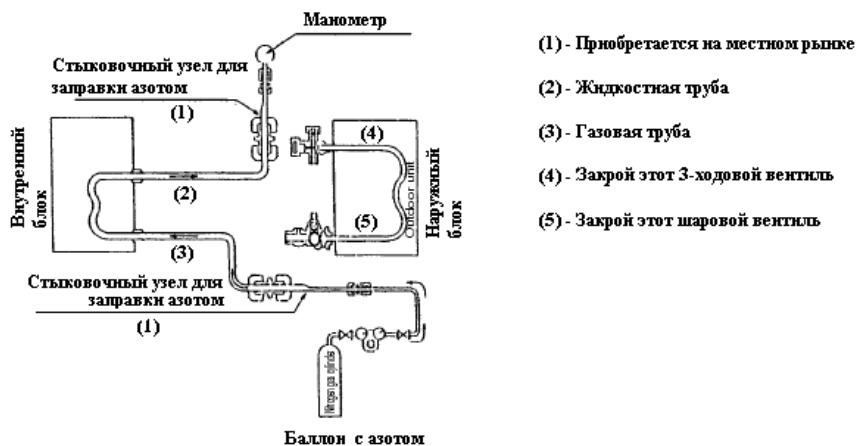 Манометр
Стыковочный узел для
заправки азотом
(1)
(2)
(3)
(4)
(5)
Внутренний
блок
Outdoor unit
Наружный
блок
Стыковочный узел для
заправки азотом
(1)
Баллон с азотом
(1) - Приобретается на местном рынке
(2) - Жидкостная труба
(3) - Газовая труба
(4) - Закрой этот 3-ходовой вентиль
(5) - Закрой этот шаровой вентиль